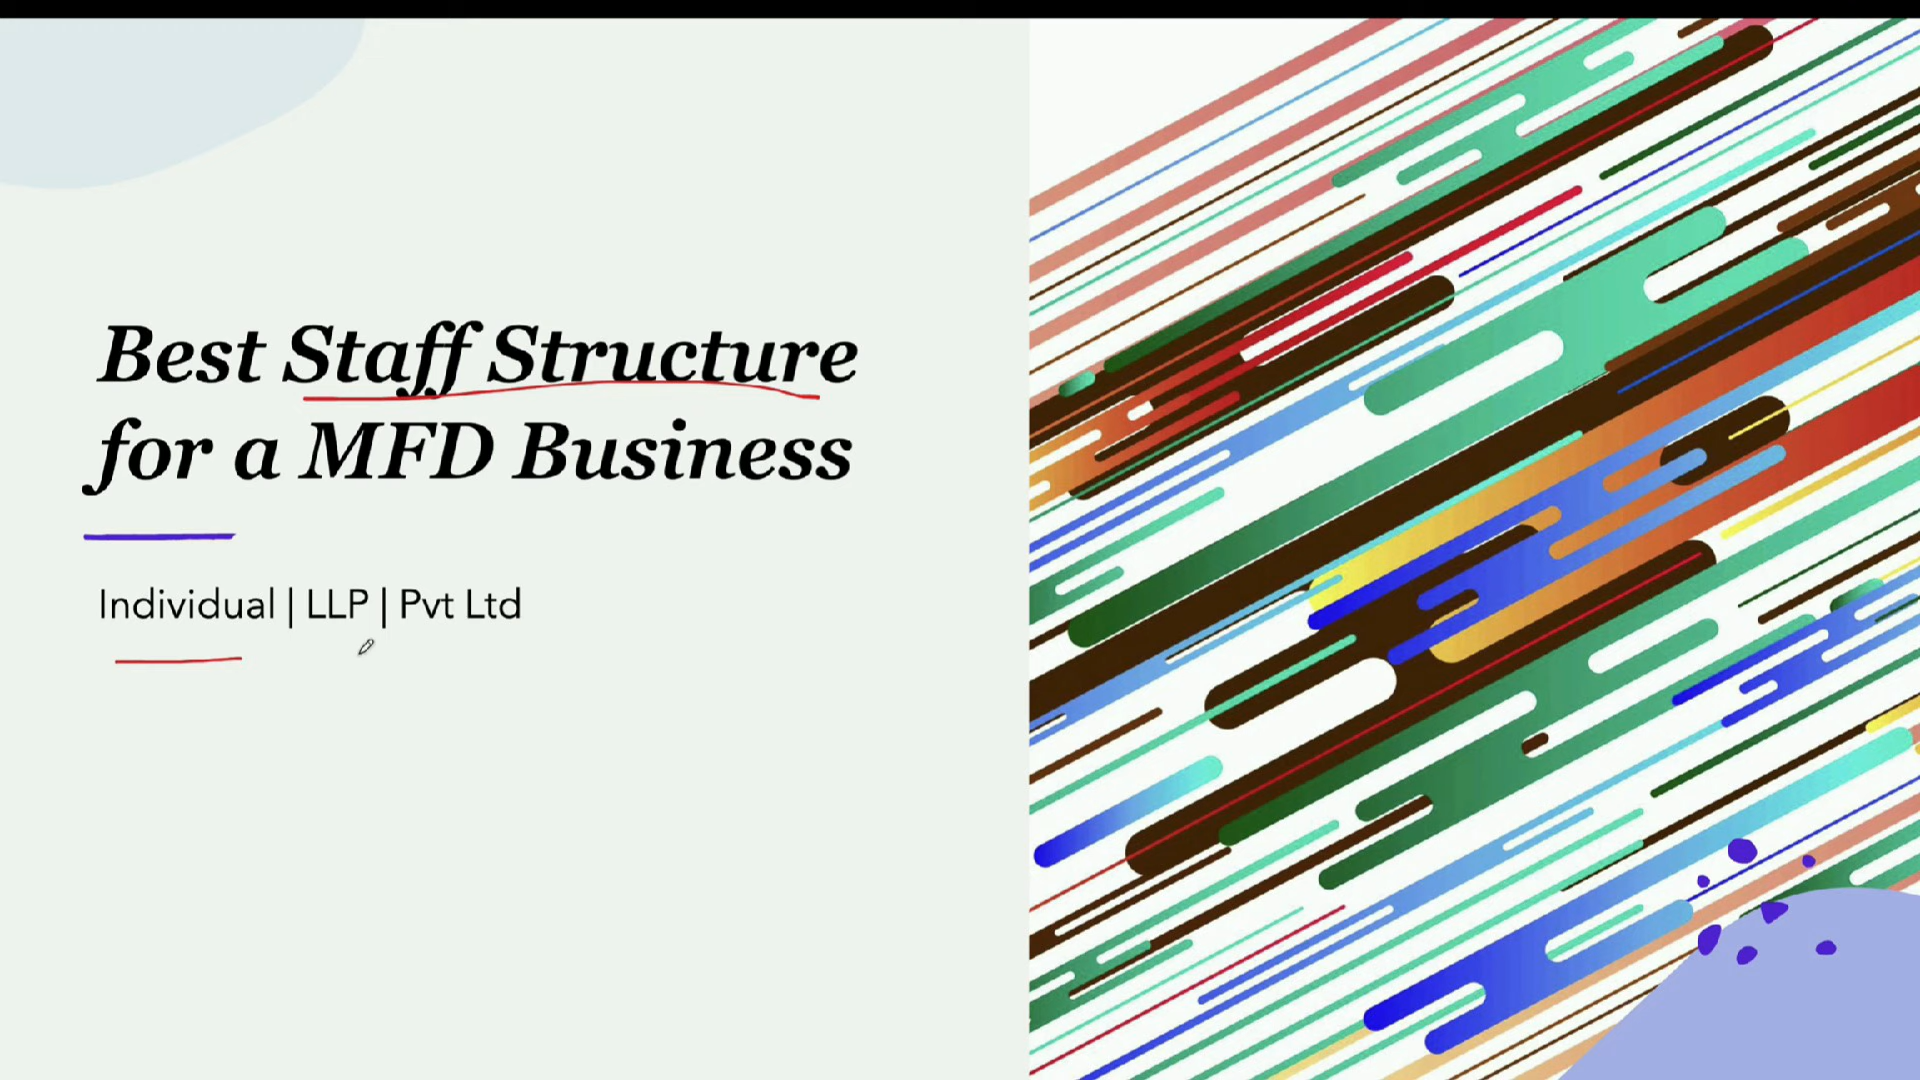 Best Staff Structure
for a MFD Business
Individual | LLP | Pvt Ltd